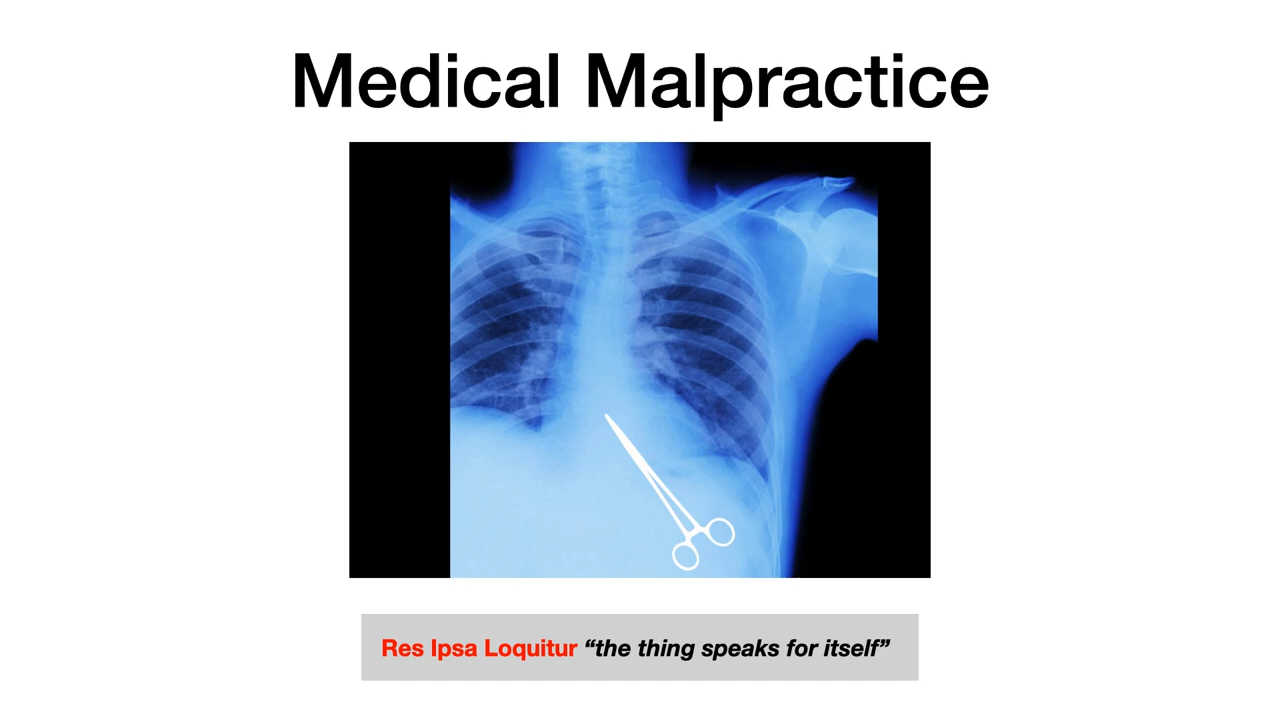 Medical Malpractice
Res Ipsa Loquitur “the thing speaks for itself”